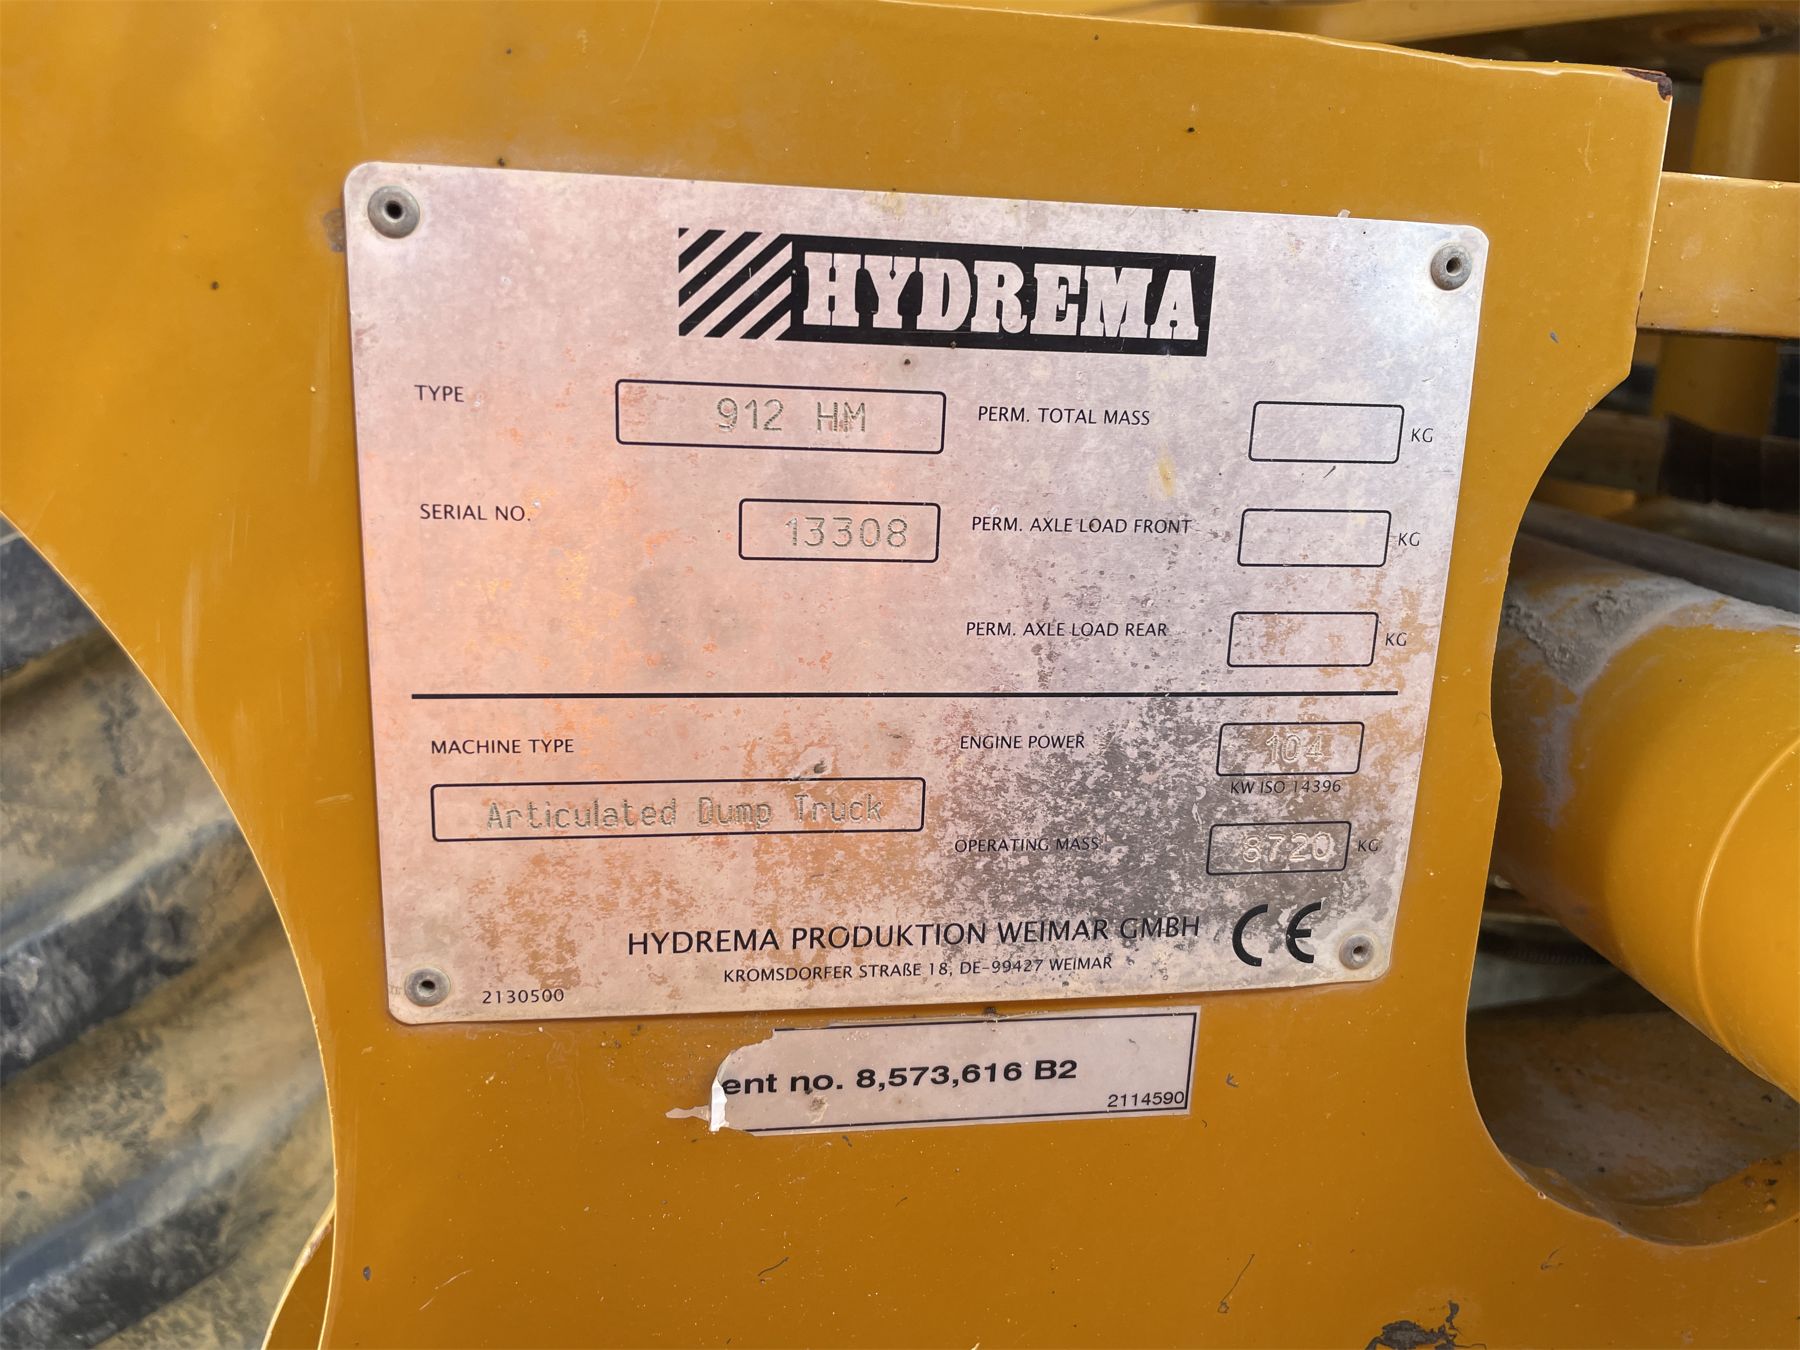 HYDREMA
TYPE 912 HM
PERM. TOTAL MASS KG
SERIAL NO. 13308
PERM. AXLE LOAD FRONT KG
PERM. AXLE LOAD REAR KG
MACHINE TYPE
Articulated Dump Truck
ENGINE POWER 104
KW ISO 14396
OPERATING MASS 8720 KG
HYDREMA PRODUKTION WEIMAR GMBH CE
KROMSDORFER STRAßE 18, DE-99427 WEIMAR
2130500
ent no. 8,573,616 B2
2114590